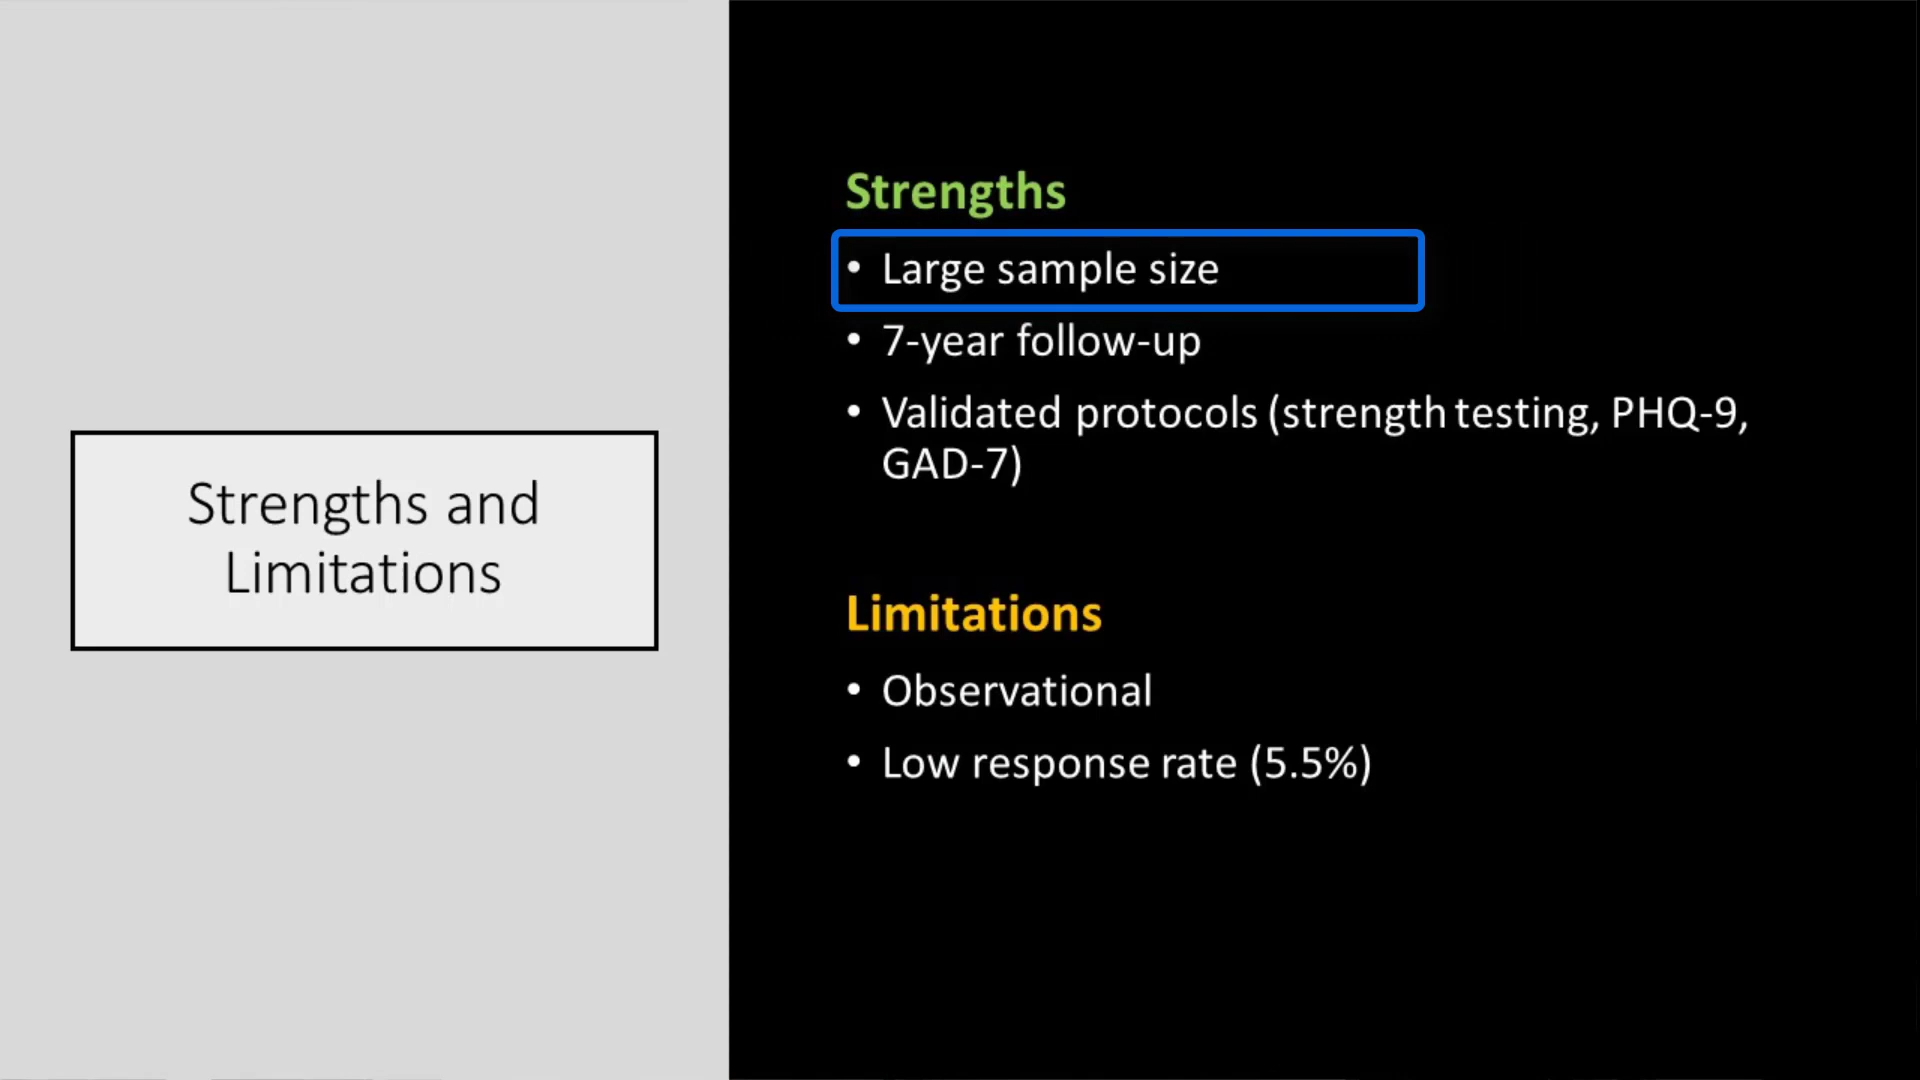 Strengths and
Limitations
Strengths
• Large sample size
• 7-year follow-up
• Validated protocols (strength testing, PHQ-9,
GAD-7)
Limitations
• Observational
• Low response rate (5.5%)